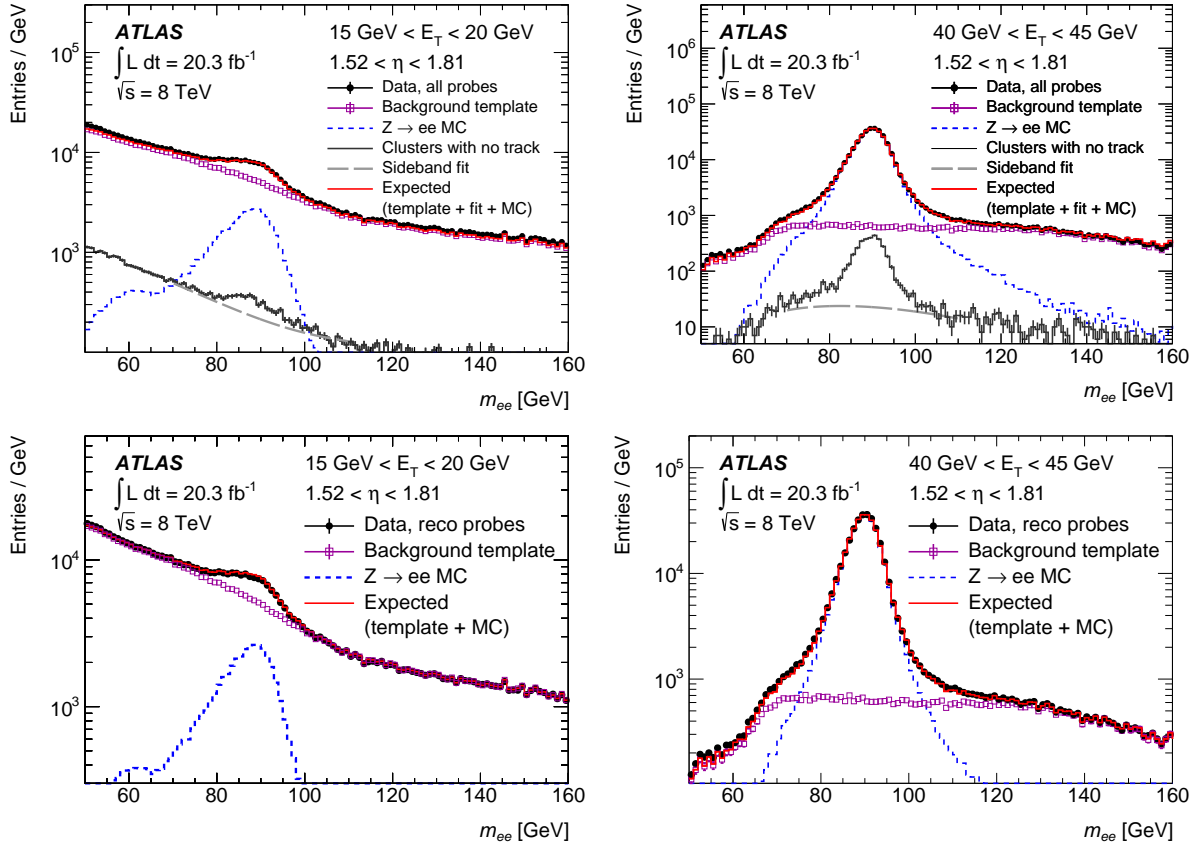 Entries / GeV
10^5
10^4
10^3
ATLAS
∫ L dt = 20.3 fb^-1
√s = 8 TeV
15 GeV < E_T < 20 GeV
1.52 < η < 1.81
Data, all probes
Background template
Z → ee MC
Clusters with no track
Sideband fit
Expected
(template + fit + MC)
60 80 100 120 140 160
m_ee [GeV]
Entries / GeV
10^6
10^5
10^4
10^3
10^2
10
ATLAS
∫ L dt = 20.3 fb^-1
√s = 8 TeV
40 GeV < E_T < 45 GeV
1.52 < η < 1.81
Data, all probes
Background template
Z → ee MC
Clusters with no track
Sideband fit
Expected
(template + fit + MC)
60 80 100 120 140 160
m_ee [GeV]
Entries / GeV
10^4
10^3
ATLAS
∫ L dt = 20.3 fb^-1
√s = 8 TeV
15 GeV < E_T < 20 GeV
1.52 < η < 1.81
Data, reco probes
Background template
Z → ee MC
Expected
(template + MC)
60 80 100 120 140 160
m_ee [GeV]
Entries / GeV
10^5
10^4
10^3
ATLAS
∫ L dt = 20.3 fb^-1
√s = 8 TeV
40 GeV < E_T < 45 GeV
1.52 < η < 1.81
Data, reco probes
Background template
Z → ee MC
Expected
(template + MC)
60 80 100 120 140 160
m_ee [GeV]